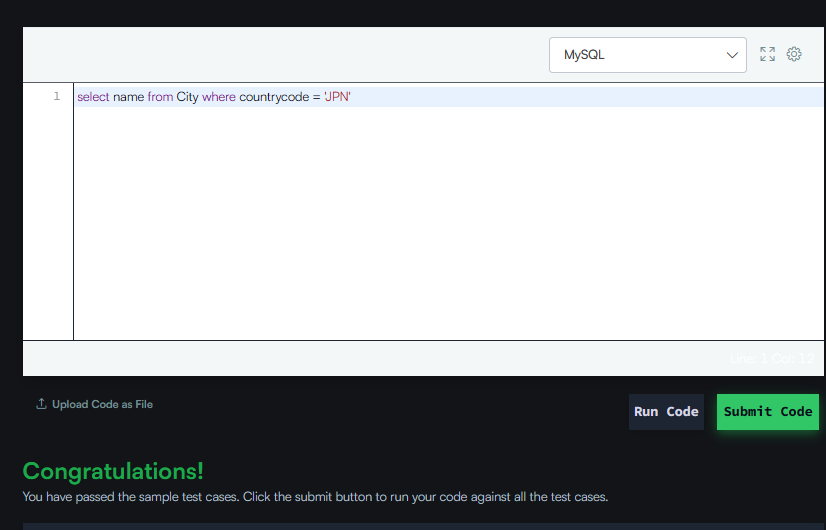 MySQL
1 select name from City where countrycode = 'JPN'
Line: 1 Col: 22
Upload Code as File
Run Code
Submit Code
Congratulations!
You have passed the sample test cases. Click the submit button to run your code against all the test cases.